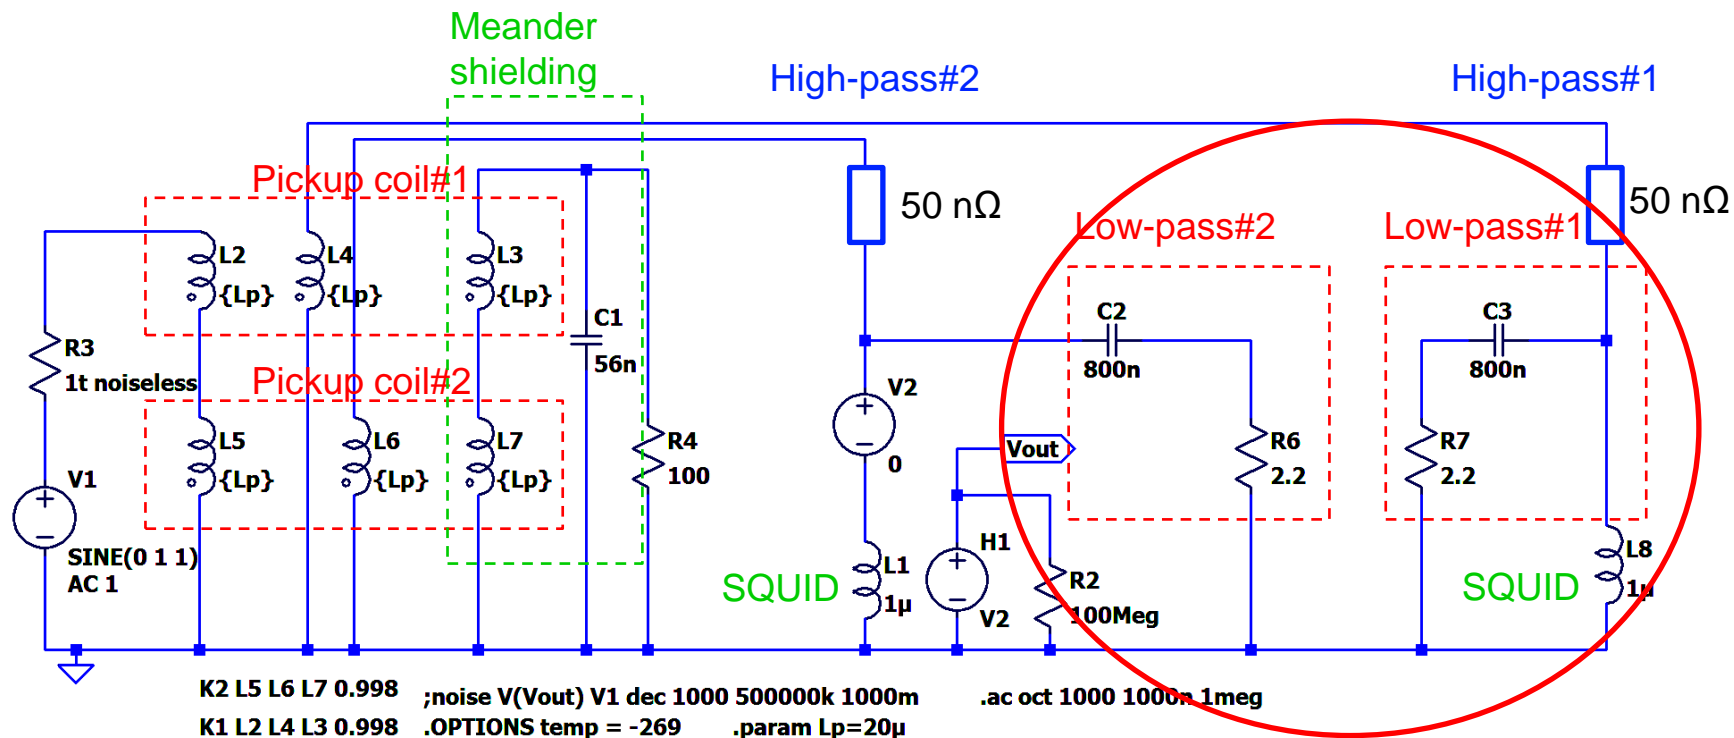 Meander
shielding
High-pass#2
High-pass#1
Pickup coil#1
50 nΩ
50 nΩ
Low-pass#2
Low-pass#1
L2
{Lp}
L4
{Lp}
L3
{Lp}
C1
56n
C2
800n
C3
800n
R3
1t noiseless
Pickup coil#2
V2
0
L5
{Lp}
L6
{Lp}
L7
{Lp}
R4
100
Vout
R6
2.2
R7
2.2
V1
SINE(0 1 1)
AC 1
SQUID
L1
1µ
H1
V2
R2
100Meg
SQUID
L8
1µ
K2 L5 L6 L7 0.998
;noise V(Vout) V1 dec 1000 500000k 1000m
.ac oct 1000 1000n 1meg
K1 L2 L4 L3 0.998
.OPTIONS temp = -269
.param Lp=20µ